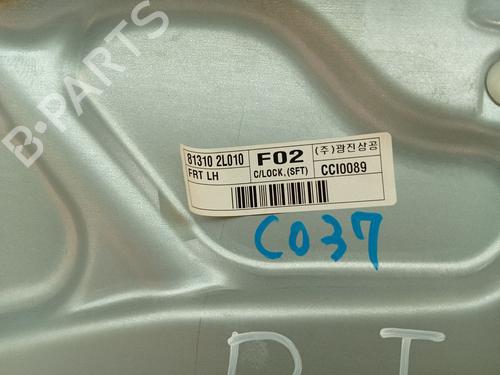 B-PARTS
81310 2L010 F02 (주)광진상공
FRT LH C/LOCK.(SFT) CCI0089
C037